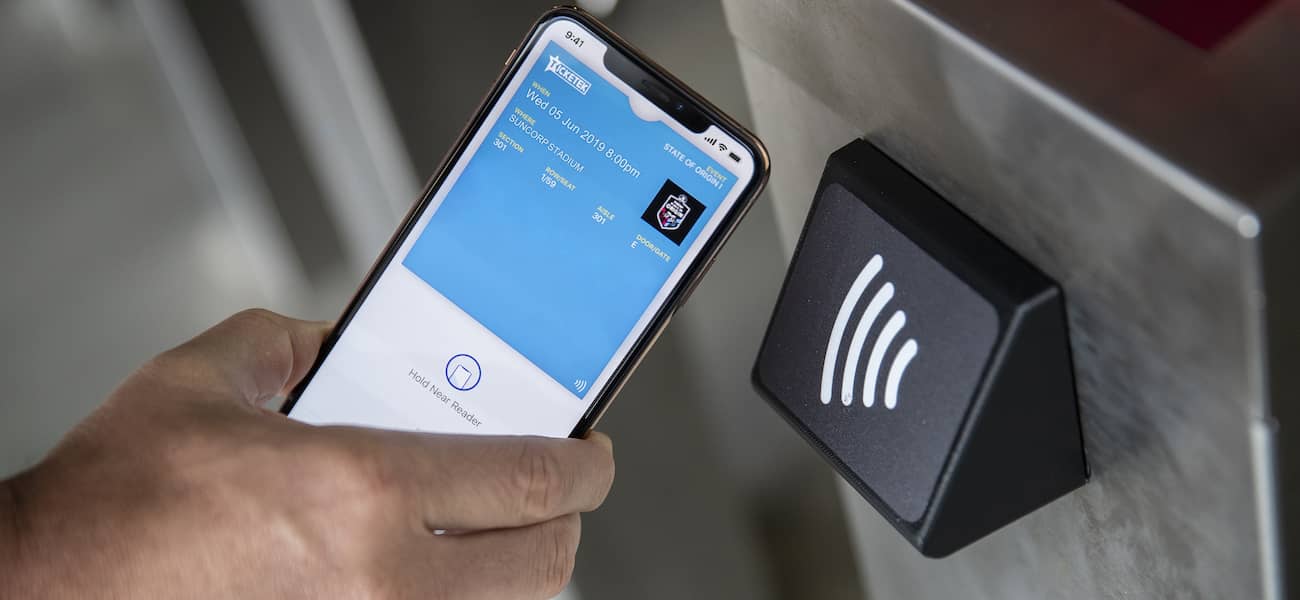 9:41
TICKETEK
EVENT
STATE OF ORIGIN I
WHEN
Wed 05 Jun 2019 8:00pm
WHERE
SUNCORP STADIUM
SECTION
301
ROW/SEAT
1/59
AISLE
301
DOOR/GATE
E
ORIGIN
Hold Near Reader